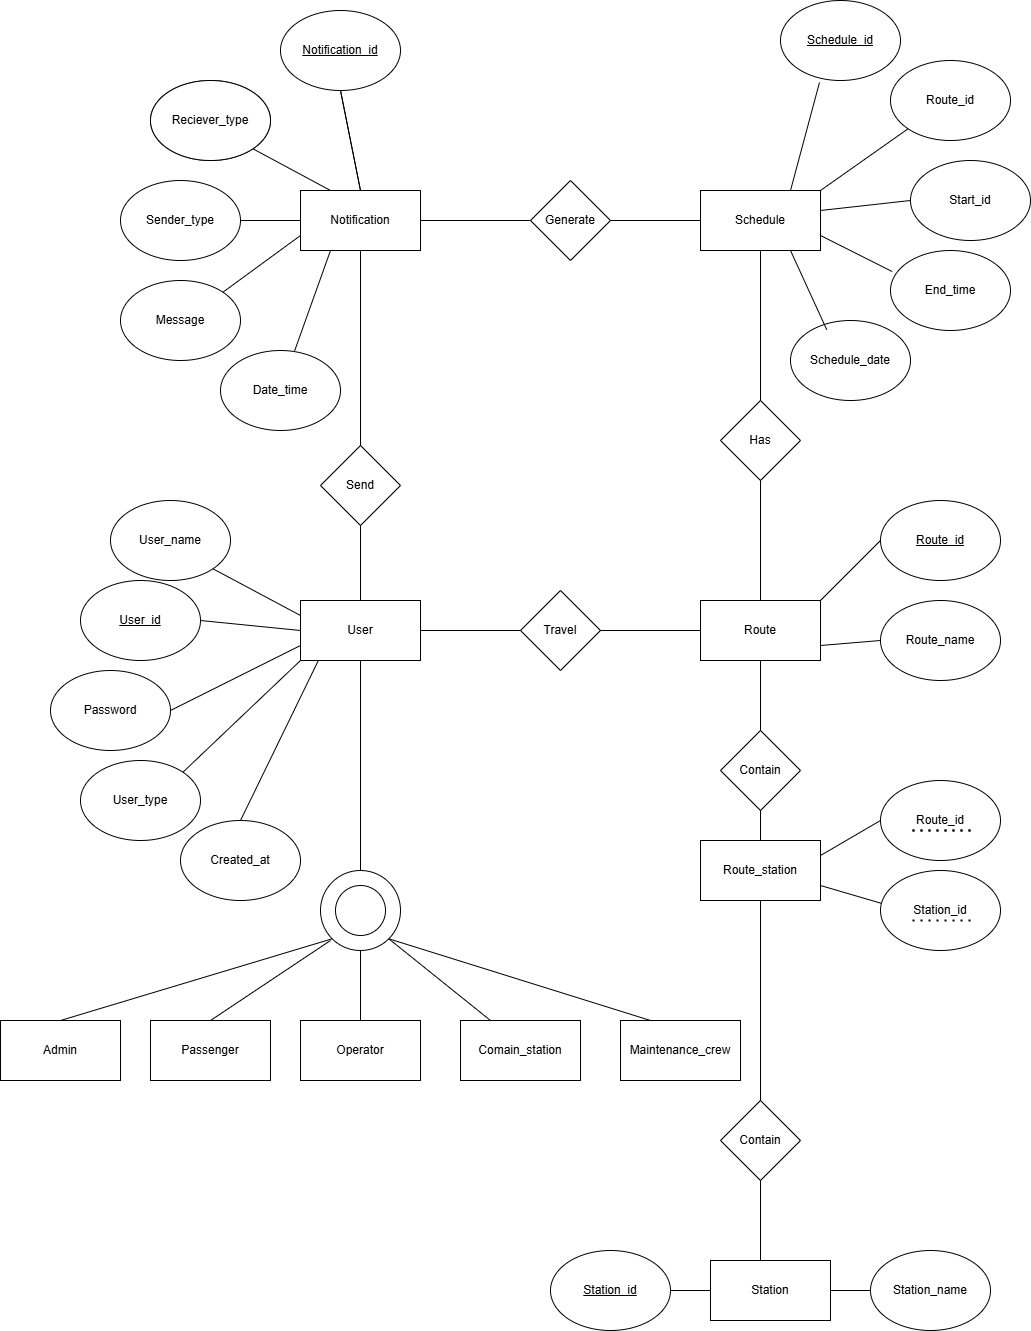 Notification_id
Schedule_id
Reciever_type
Route_id
Sender_type
Notification
Generate
Schedule
Start_id
Message
End_time
Date_time
Schedule_date
Has
Send
User_name
Route_id
User_id
User
Travel
Route
Route_name
Password
User_type
Contain
Created_at
Route_id
Route_station
Station_id
Admin
Passenger
Operator
Comain_station
Maintenance_crew
Contain
Station_id
Station
Station_name